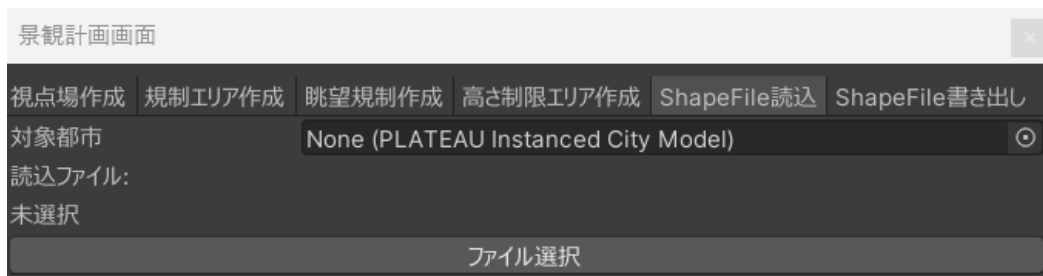 景観計画画面
視点場作成 規制エリア作成 眺望規制作成 高さ制限エリア作成 ShapeFile読込 ShapeFile書き出し
対象都市 None (PLATEAU Instanced City Model)
読込ファイル:
未選択
ファイル選択